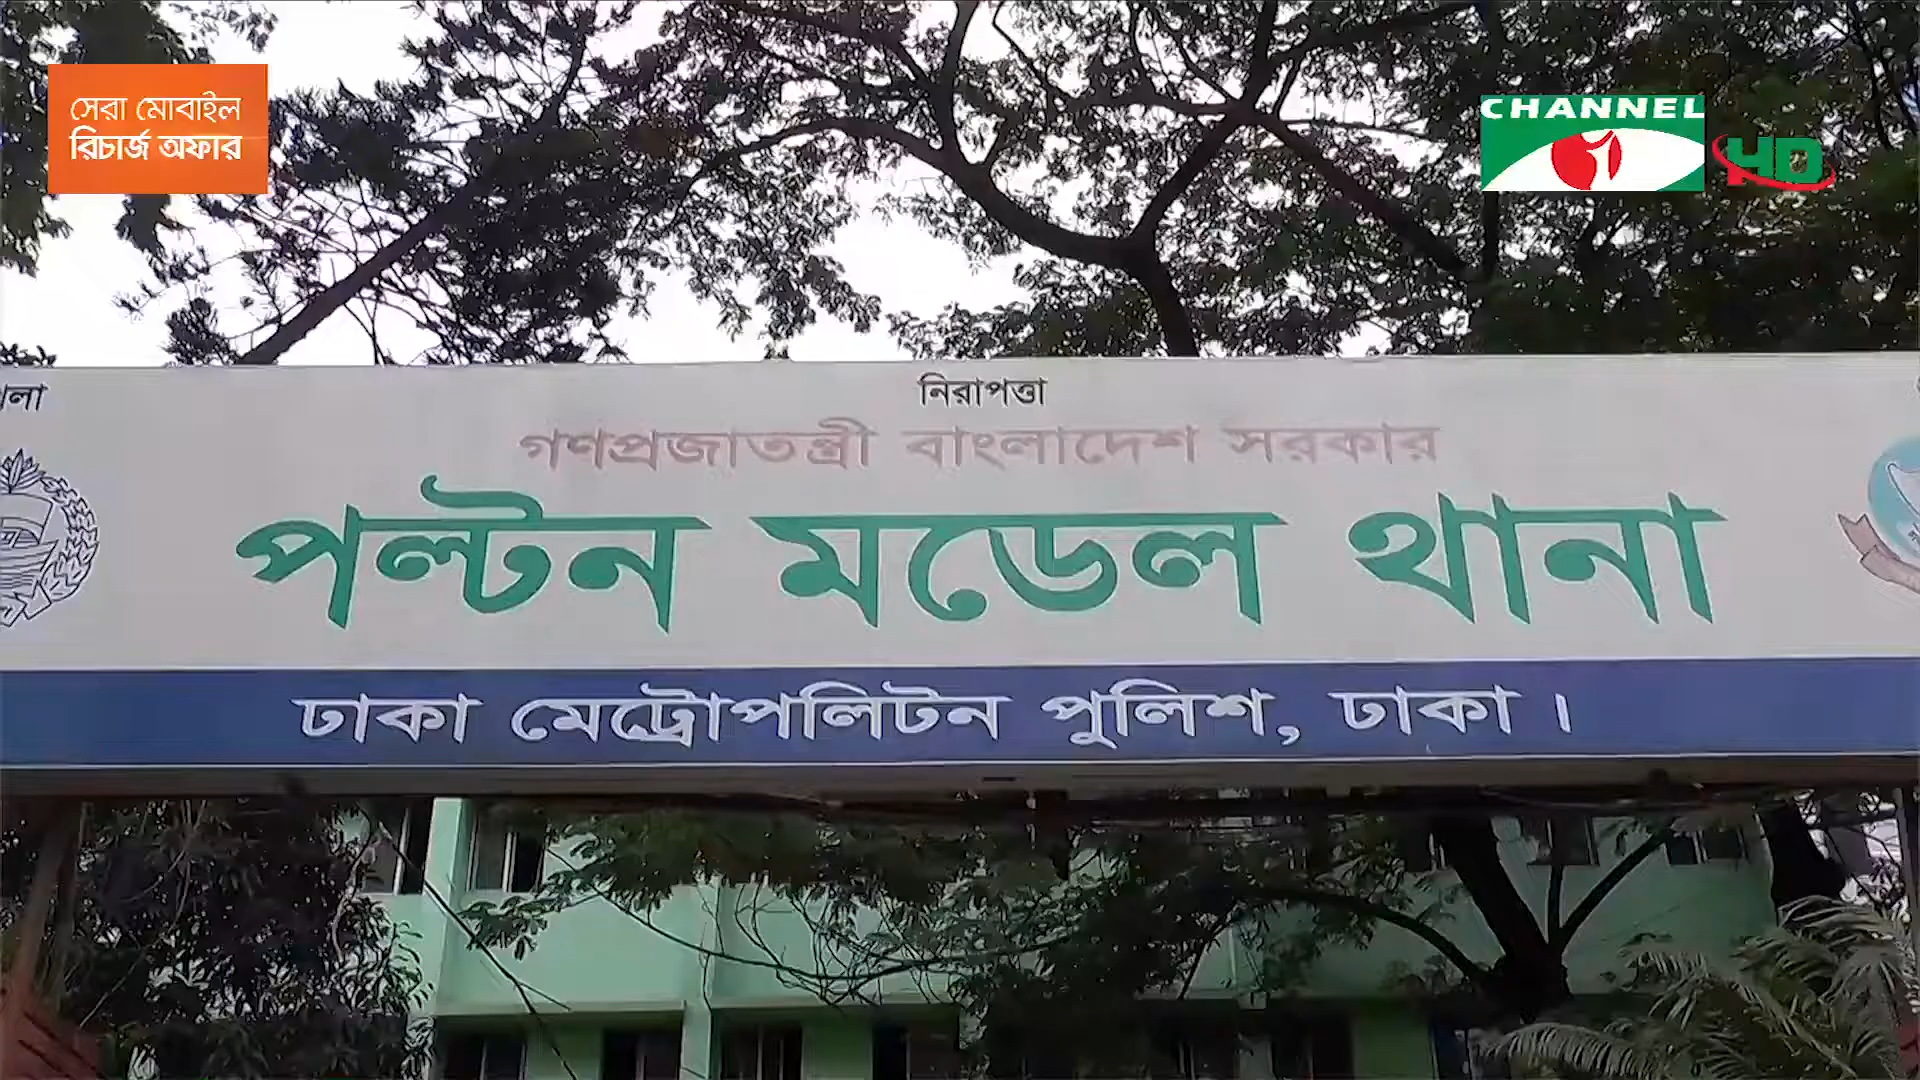 সেরা মোবাইল
রিচার্জ অফার
CHANNEL
HD
নিরাপত্তা
গণপ্রজাতন্ত্রী বাংলাদেশ সরকার
পল্টন মডেল থানা
ঢাকা মেট্রোপলিটন পুলিশ, ঢাকা।